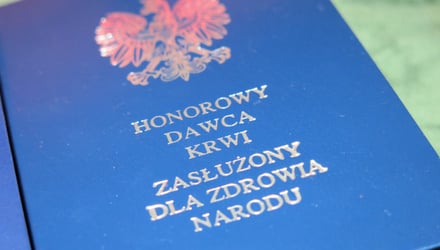 HONOROWY
DAWCA
KRWI
ZASŁUŻONY
DLA ZDROWIA
NARODU